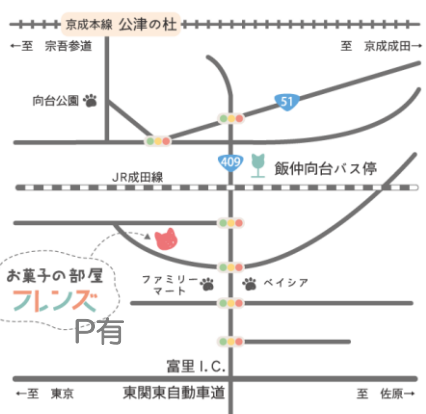 京成本線 公津の杜
←至 宗吾参道
至 京成成田→
向台公園
51
409
飯仲向台バス停
JR成田線
お菓子の部屋
フレンズ
P有
ファミリー
マート
ベイシア
富里 I.C.
←至 東京
東関東自動車道
至 佐原→